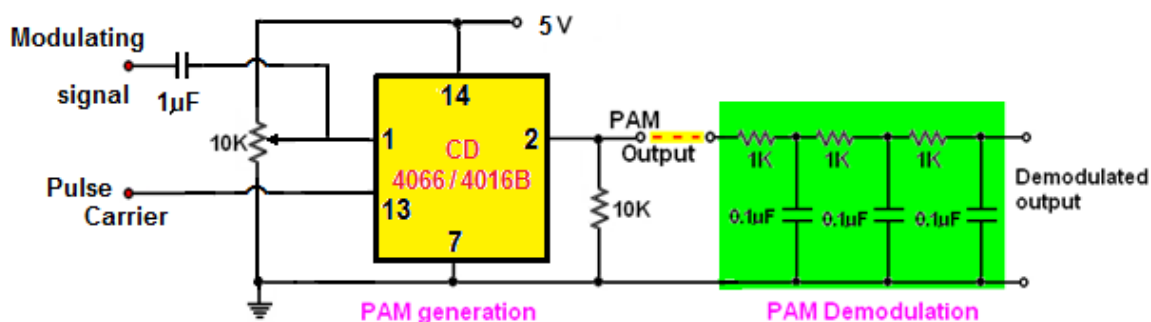 Modulating
signal
1µF
5 V
14
10K
1
2
CD
4066 / 4016B
13
7
Pulse
Carrier
PAM
Output
10K
1K
1K
1K
0.1µF
0.1µF
0.1µF
Demodulated
output
PAM generation
PAM Demodulation